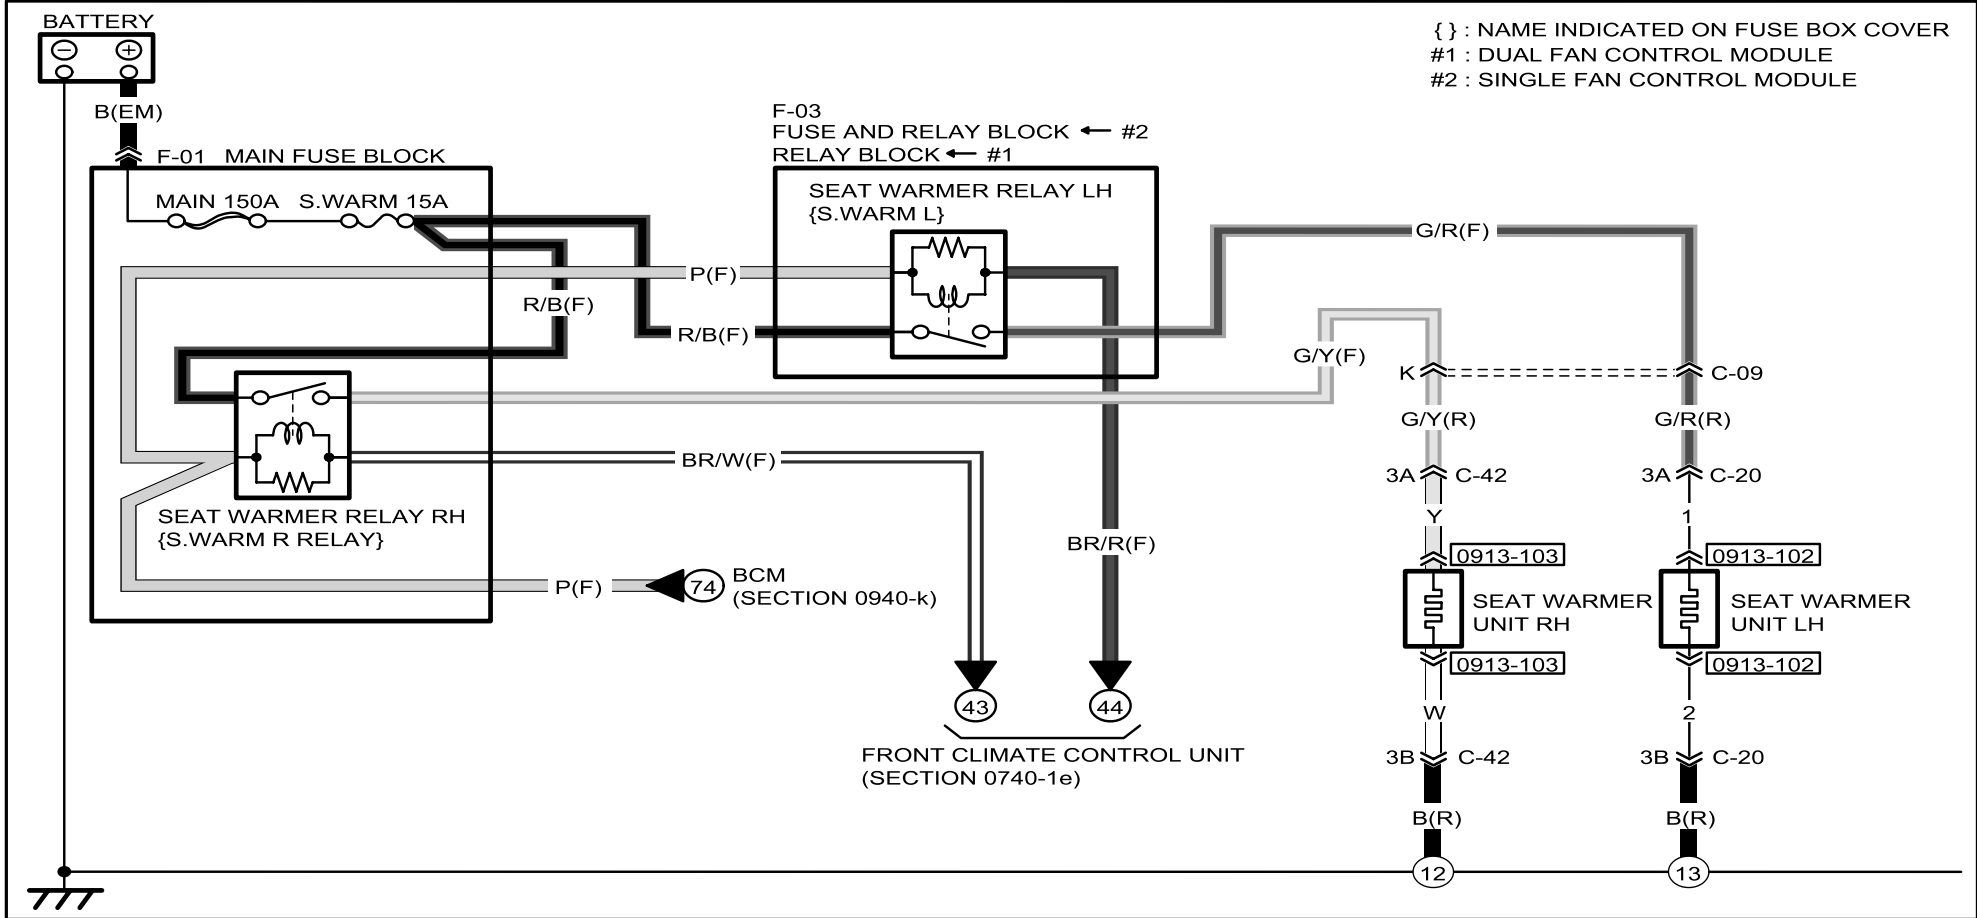 BATTERY
{ } : NAME INDICATED ON FUSE BOX COVER
#1 : DUAL FAN CONTROL MODULE
#2 : SINGLE FAN CONTROL MODULE
B(EM)
F-01 MAIN FUSE BLOCK
MAIN 150A S.WARM 15A
F-03
FUSE AND RELAY BLOCK ← #2
RELAY BLOCK ← #1
SEAT WARMER RELAY LH
{S.WARM L}
P(F)
R/B(F)
R/B(F)
G/R(F)
G/Y(F)
K
C-09
G/Y(R)
G/R(R)
BR/W(F)
3A C-42
3A C-20
SEAT WARMER RELAY RH
{S.WARM R RELAY}
Y
1
BR/R(F)
0913-103
0913-102
P(F)
74
BCM
(SECTION 0940-k)
SEAT WARMER
UNIT RH
SEAT WARMER
UNIT LH
0913-103
0913-102
43
44
W
2
FRONT CLIMATE CONTROL UNIT
(SECTION 0740-1e)
3B C-42
3B C-20
B(R)
B(R)
12
13